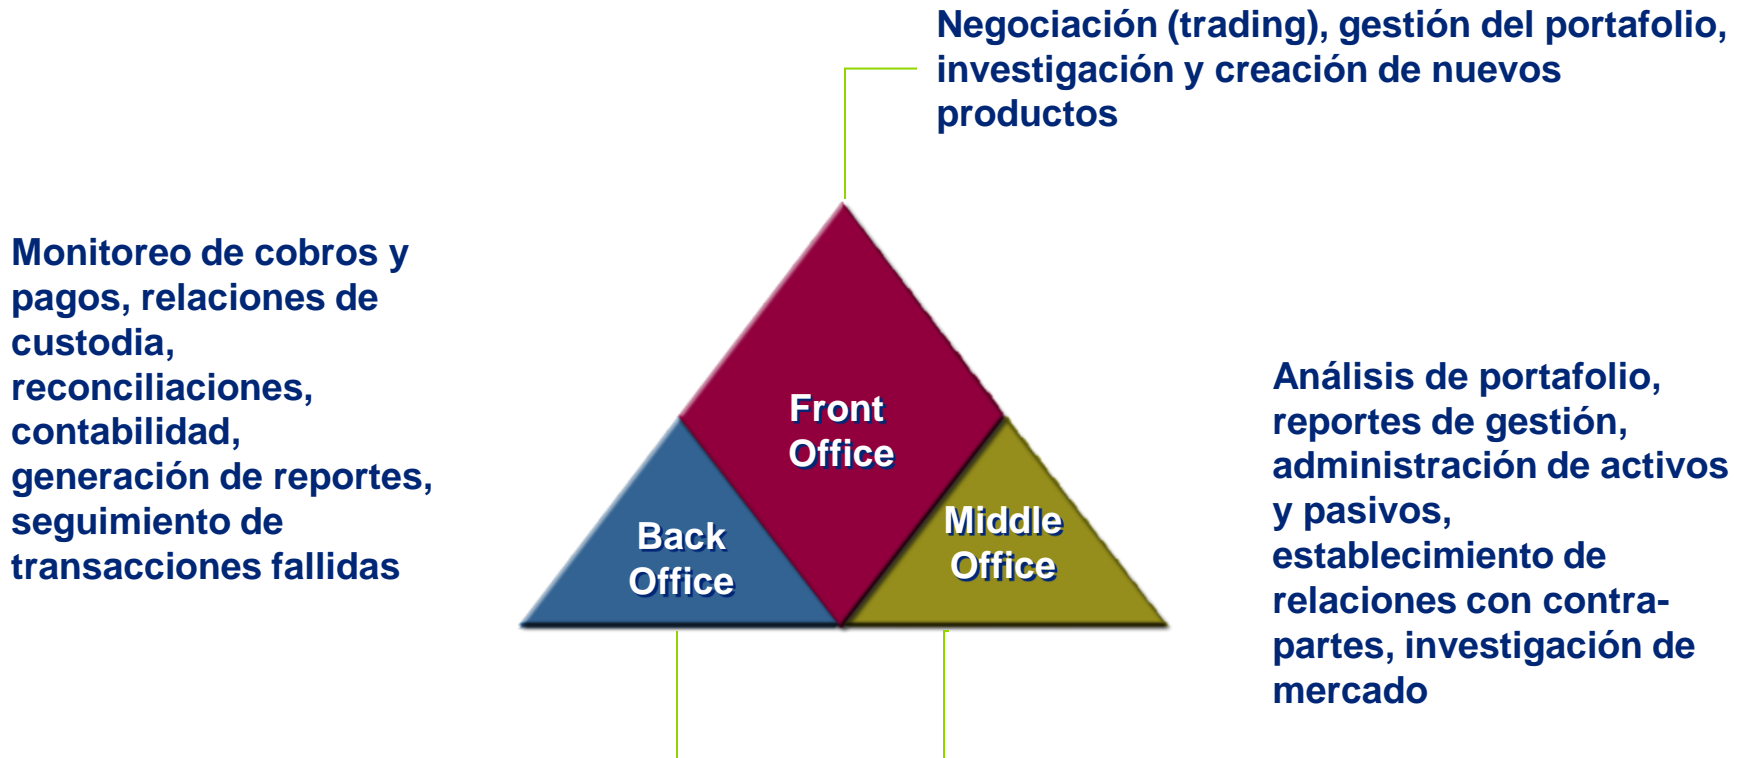 Negociación (trading), gestión del portafolio,
investigación y creación de nuevos
productos
Monitoreo de cobros y
pagos, relaciones de
custodia,
reconciliaciones,
contabilidad,
generación de reportes,
seguimiento de
transacciones fallidas
Front
Office
Back
Office
Middle
Office
Análisis de portafolio,
reportes de gestión,
administración de activos
y pasivos,
establecimiento de
relaciones con contra-
partes, investigación de
mercado